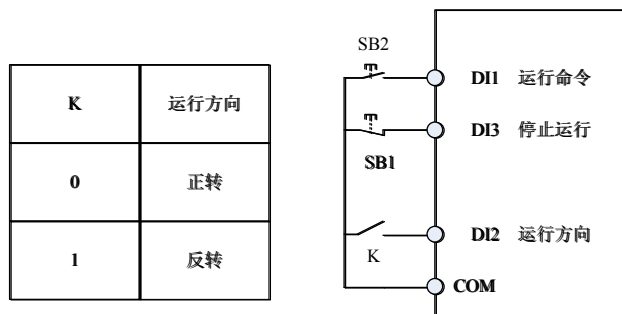 K 运行方向
0 正转
1 反转
SB2
DI1 运行命令
DI3 停止运行
SB1
DI2 运行方向
K
COM